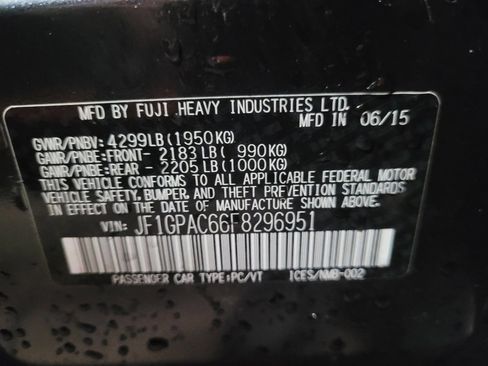 MFD BY FUJI HEAVY INDUSTRIES LTD.
MFD IN 06/15
GVWR/PNBV: 4299LB(1950KG)
GAWR/PNBE: FRONT- 2183LB( 990KG)
GAWR/PNBE: REAR - 2205LB(1000KG)
THIS VEHICLE CONFORMS TO ALL APPLICABLE FEDERAL MOTOR
VEHICLE SAFETY, BUMPER, AND THEFT PREVENTION STANDARDS
IN EFFECT ON THE DATE OF MANUFACTURE SHOWN ABOVE.
VIN: JF1GPAC66F8296951
PASSENGER CAR TYPE:PC/VT ICES/NMB-002